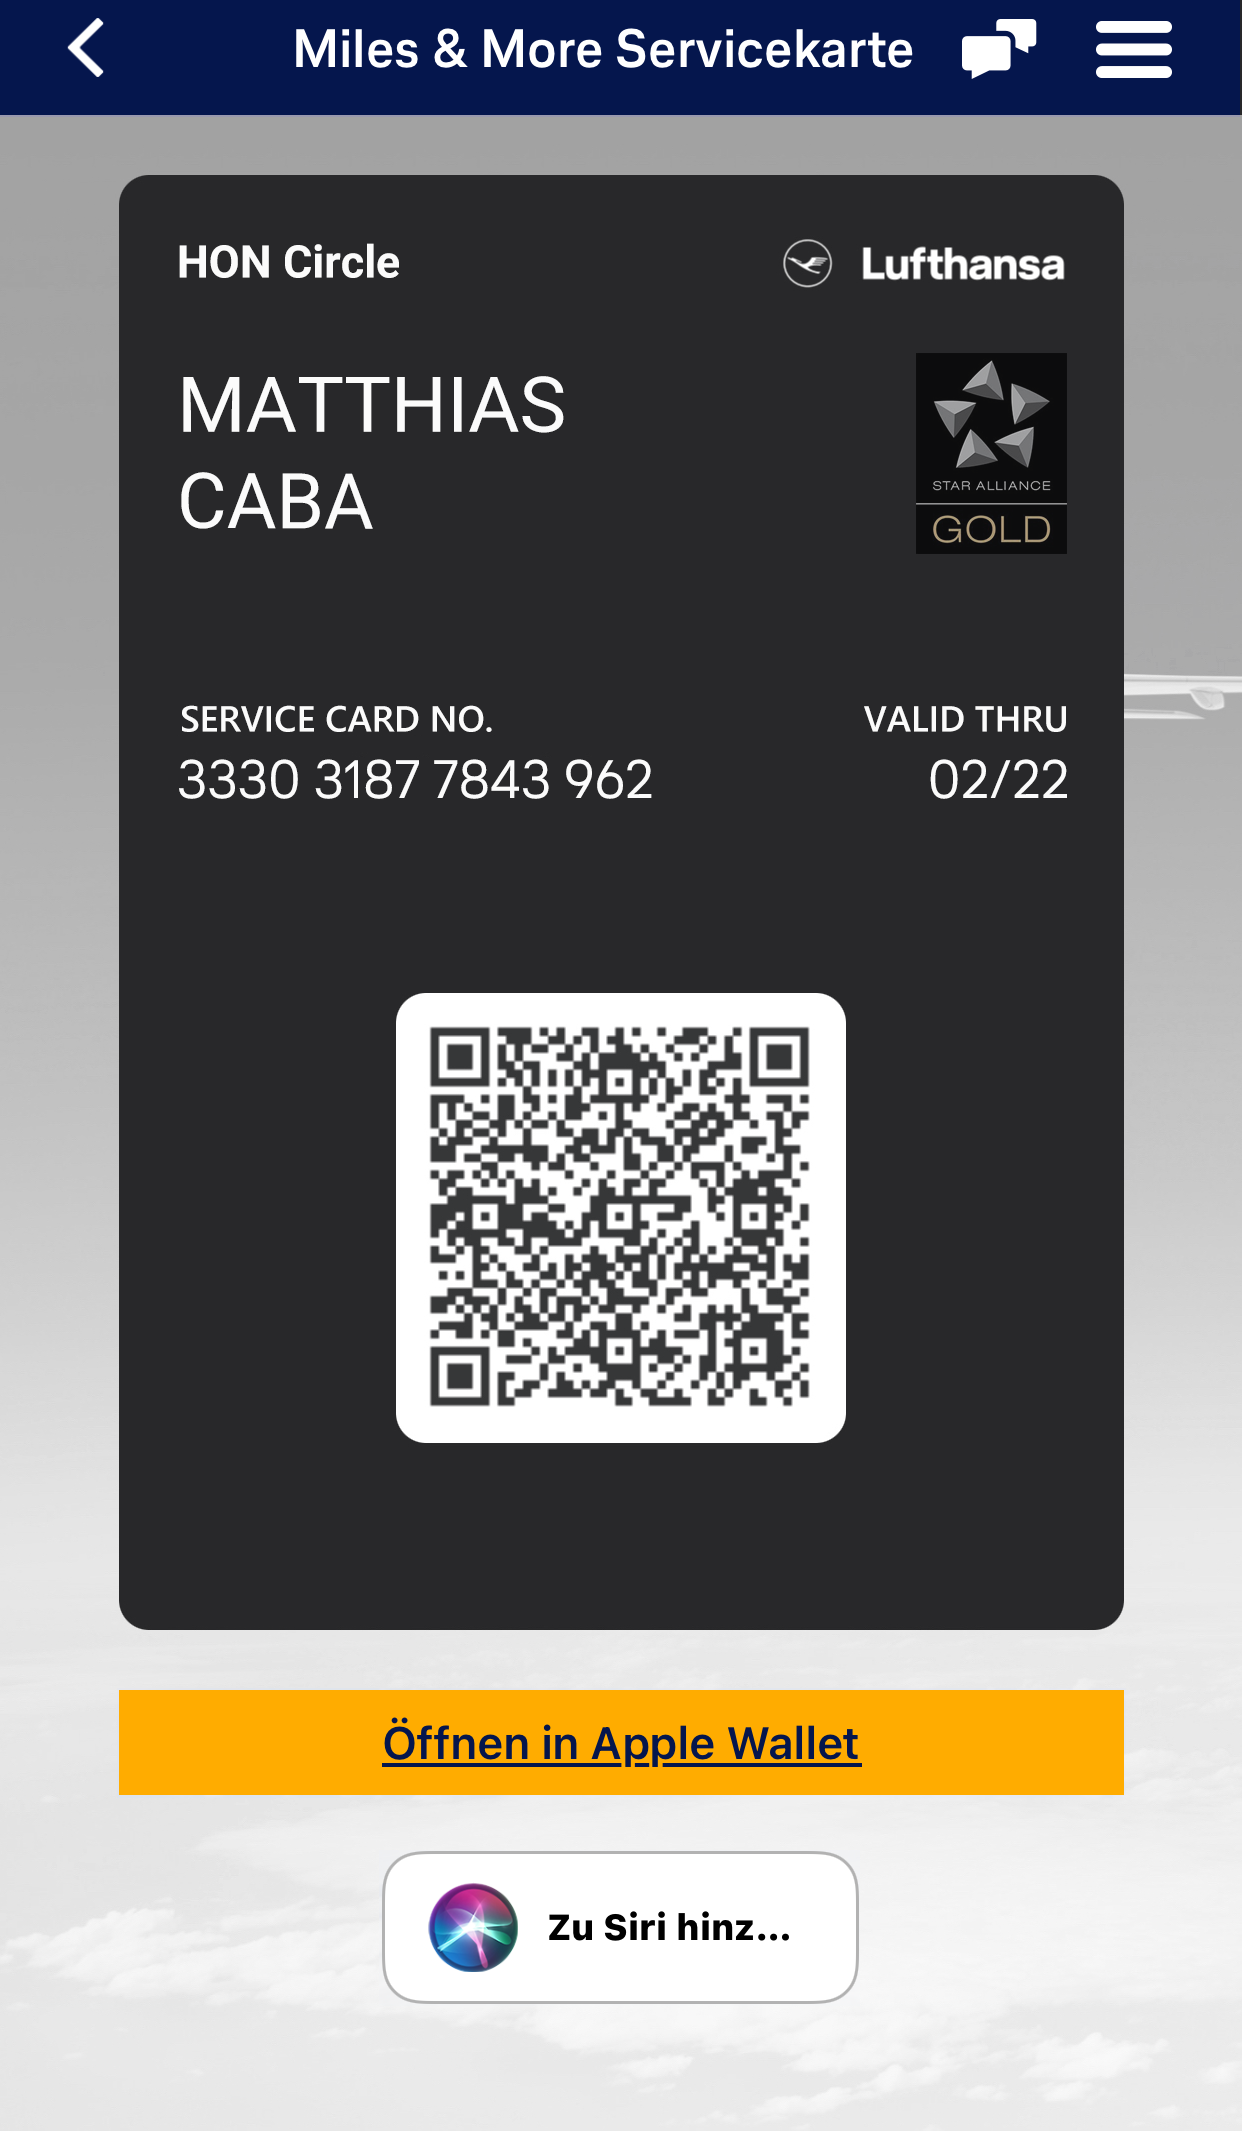 Miles & More Servicekarte
HON Circle
Lufthansa
MATTHIAS
CABA
STAR ALLIANCE
GOLD
SERVICE CARD NO.
VALID THRU
3330 3187 7843 962
02/22
Öffnen in Apple Wallet
Zu Siri hinz...